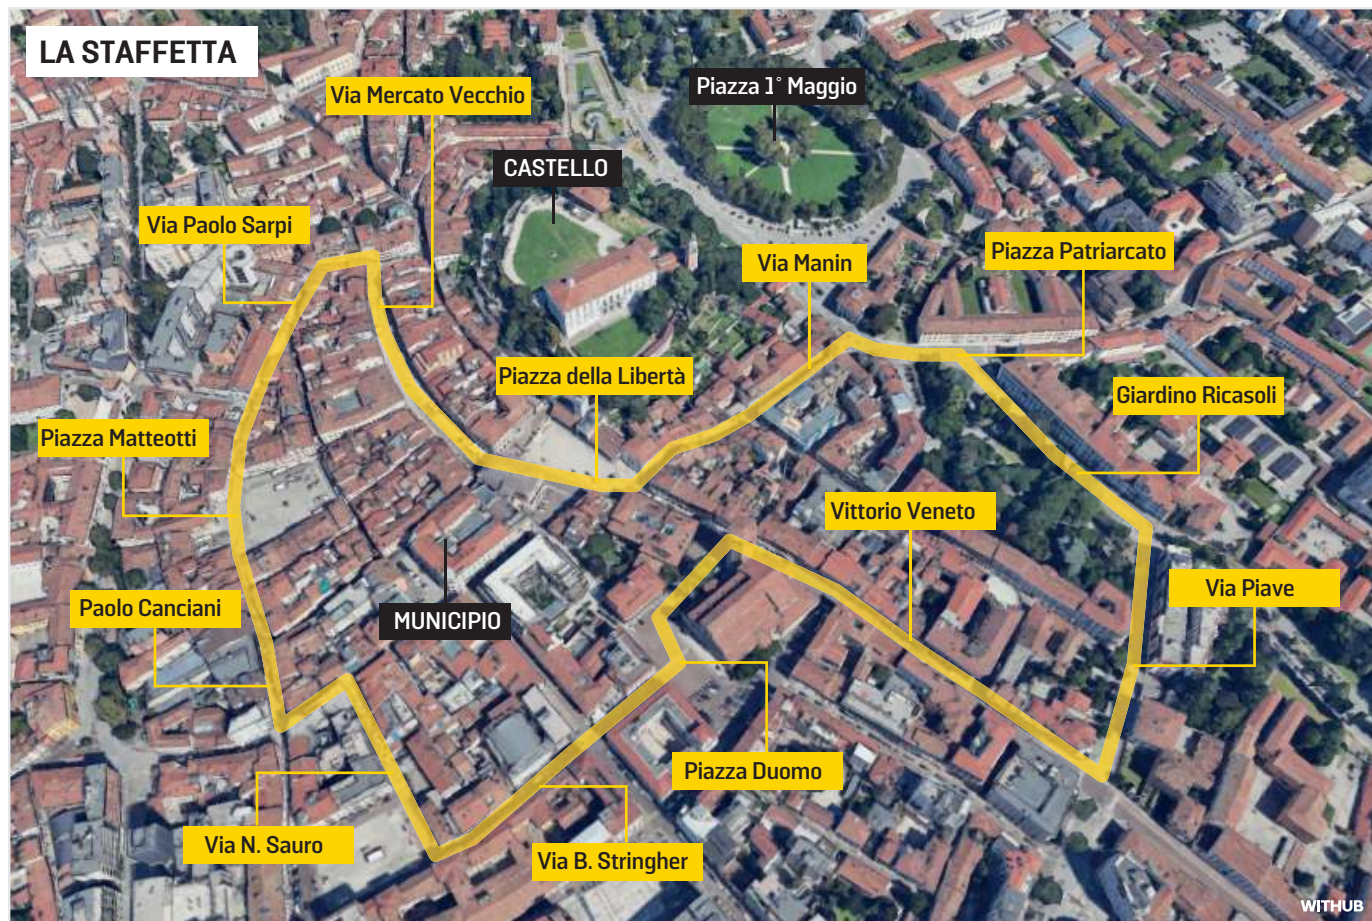 LA STAFFETTA
Via Mercato Vecchio
Piazza 1° Maggio
CASTELLO
Via Paolo Sarpi
Via Manin
Piazza Patriarcato
Piazza della Libertà
Giardino Ricasoli
Piazza Matteotti
Vittorio Veneto
Via Piave
Paolo Canciani
MUNICIPIO
Piazza Duomo
Via N. Sauro
Via B. Stringher
WITHUB